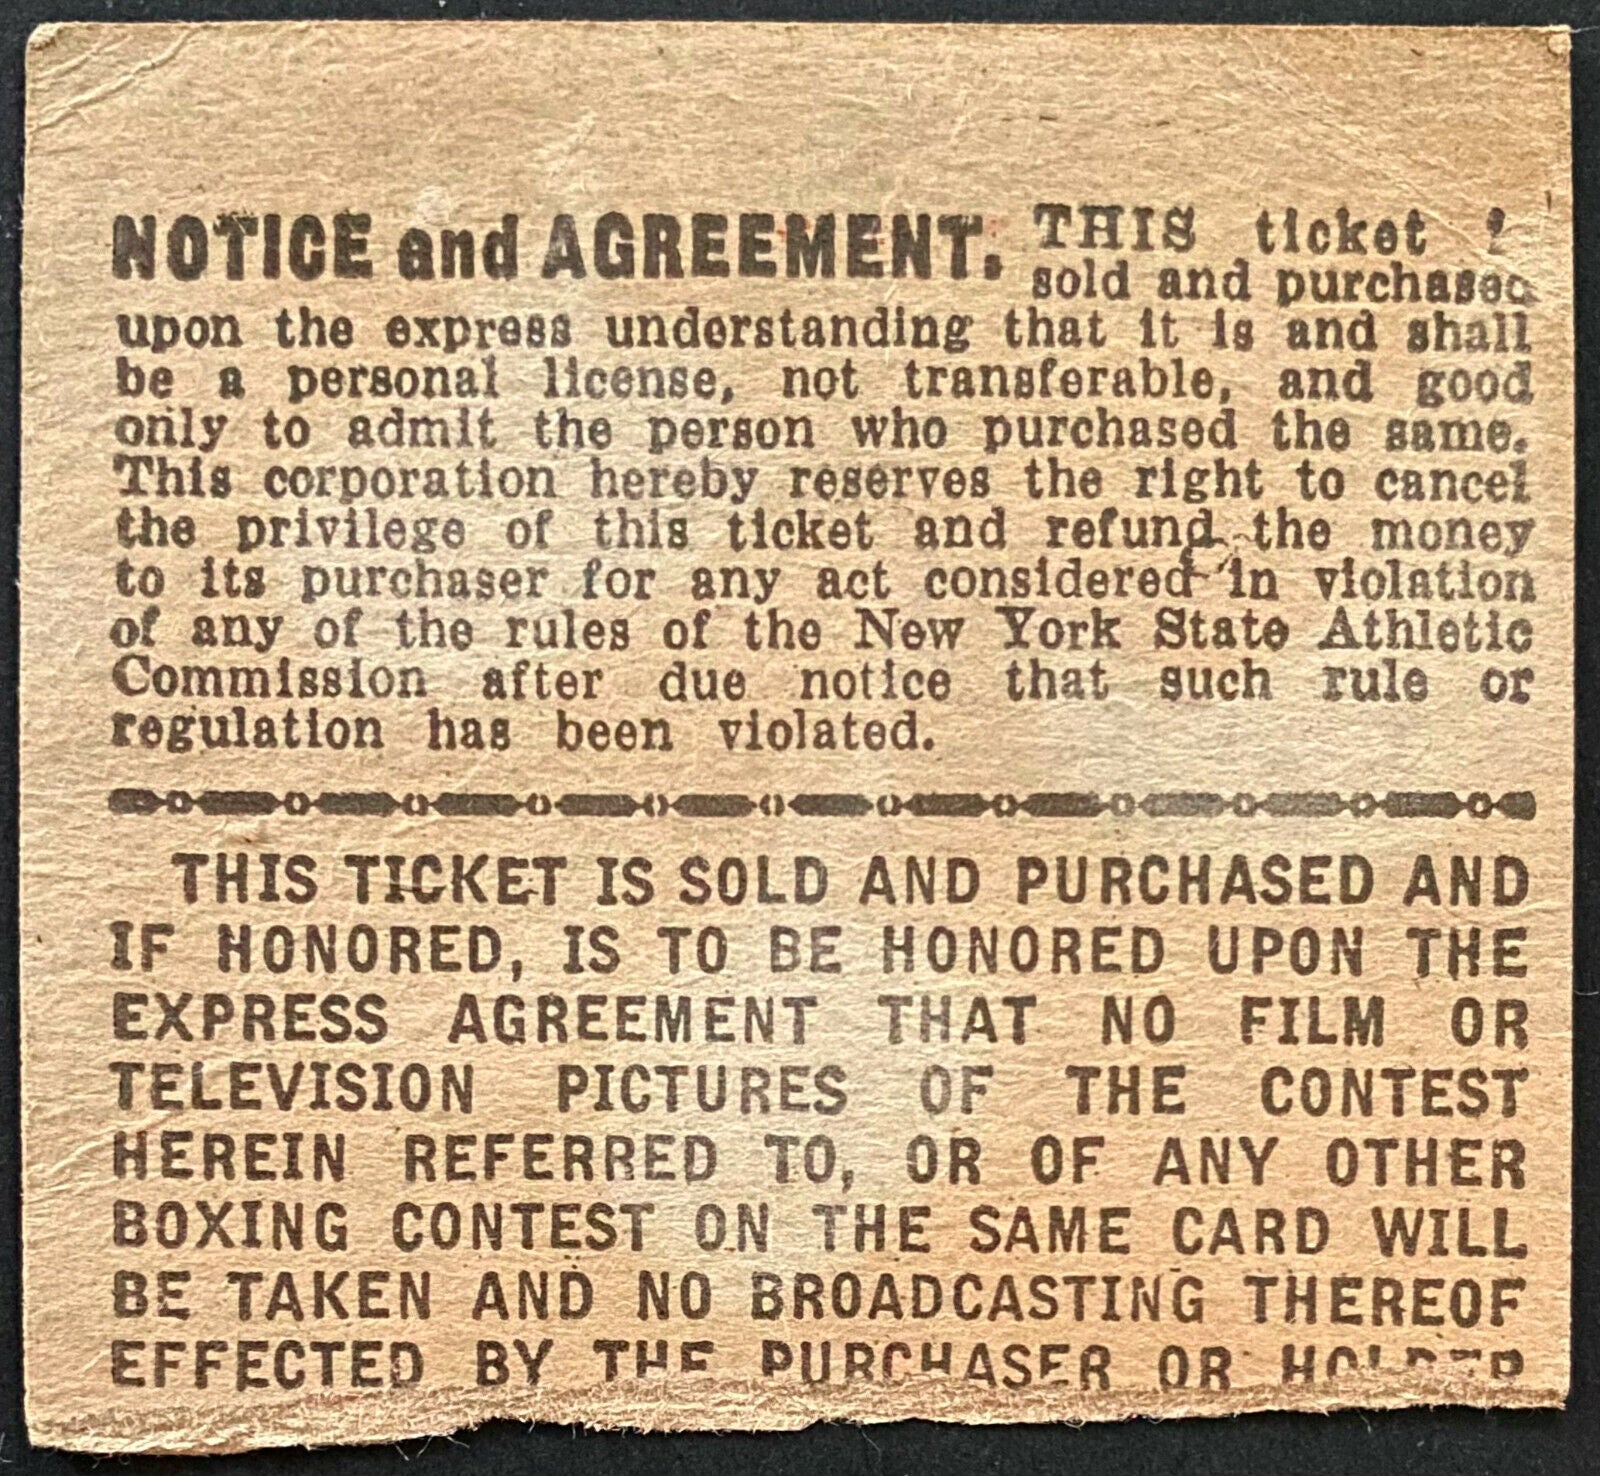 NOTICE and AGREEMENT. THIS ticket
sold and purchased
upon the express understanding that it is and shall
be a personal license, not transferable, and good
only to admit the person who purchased the same.
This corporation hereby reserves the right to cancel
the privilege of this ticket and refund the money
to its purchaser for any act considered in violation
of any of the rules of the New York State Athletic
Commission after due notice that such rule or
regulation has been violated.
THIS TICKET IS SOLD AND PURCHASED AND
IF HONORED, IS TO BE HONORED UPON THE
EXPRESS AGREEMENT THAT NO FILM OR
TELEVISION PICTURES OF THE CONTEST
HEREIN REFERRED TO, OR OF ANY OTHER
BOXING CONTEST ON THE SAME CARD WILL
BE TAKEN AND NO BROADCASTING THEREOF
EFFECTED BY THE PURCHASER OR HOLDER